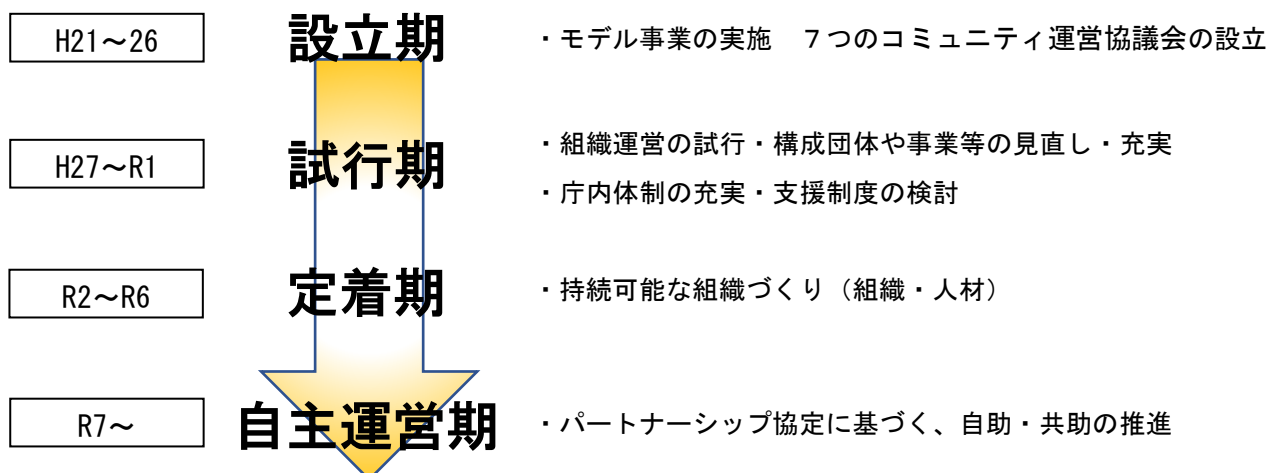 H21～26
設立期
・モデル事業の実施　７つのコミュニティ運営協議会の設立
H27～R1
試行期
・組織運営の試行・構成団体や事業等の見直し・充実
・庁内体制の充実・支援制度の検討
R2～R6
定着期
・持続可能な組織づくり（組織・人材）
R7～
自主運営期
・パートナーシップ協定に基づく、自助・共助の推進